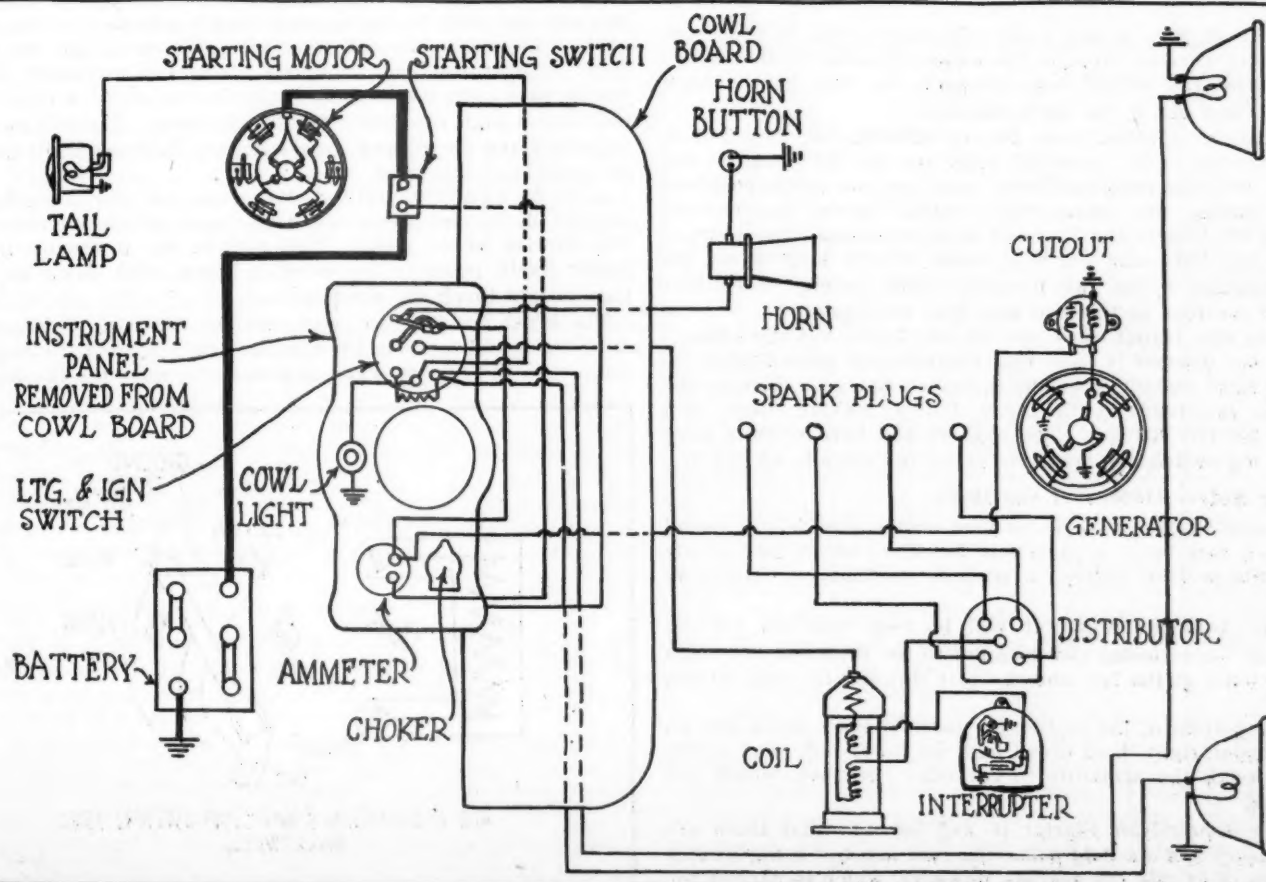 COWL
BOARD
STARTING MOTOR
STARTING SWITCH
HORN
BUTTON
TAIL
LAMP
CUTOUT
HORN
INSTRUMENT
PANEL
REMOVED FROM
COWL BOARD
SPARK PLUGS
COWL
LIGHT
LTG. & IGN
SWITCH
GENERATOR
DISTRIBUTOR
BATTERY
AMMETER
CHOKER
COIL
INTERRUPTER